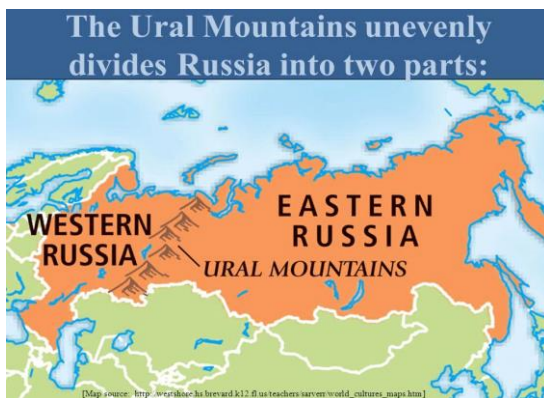 The Ural Mountains unevenly
divides Russia into two parts:
EASTERN
RUSSIA
WESTERN
RUSSIA
URAL MOUNTAINS
[Map source: http://westshore.hs.brevard.k12.fl.us/teachers/sarverr/world_cultures_maps.htm]